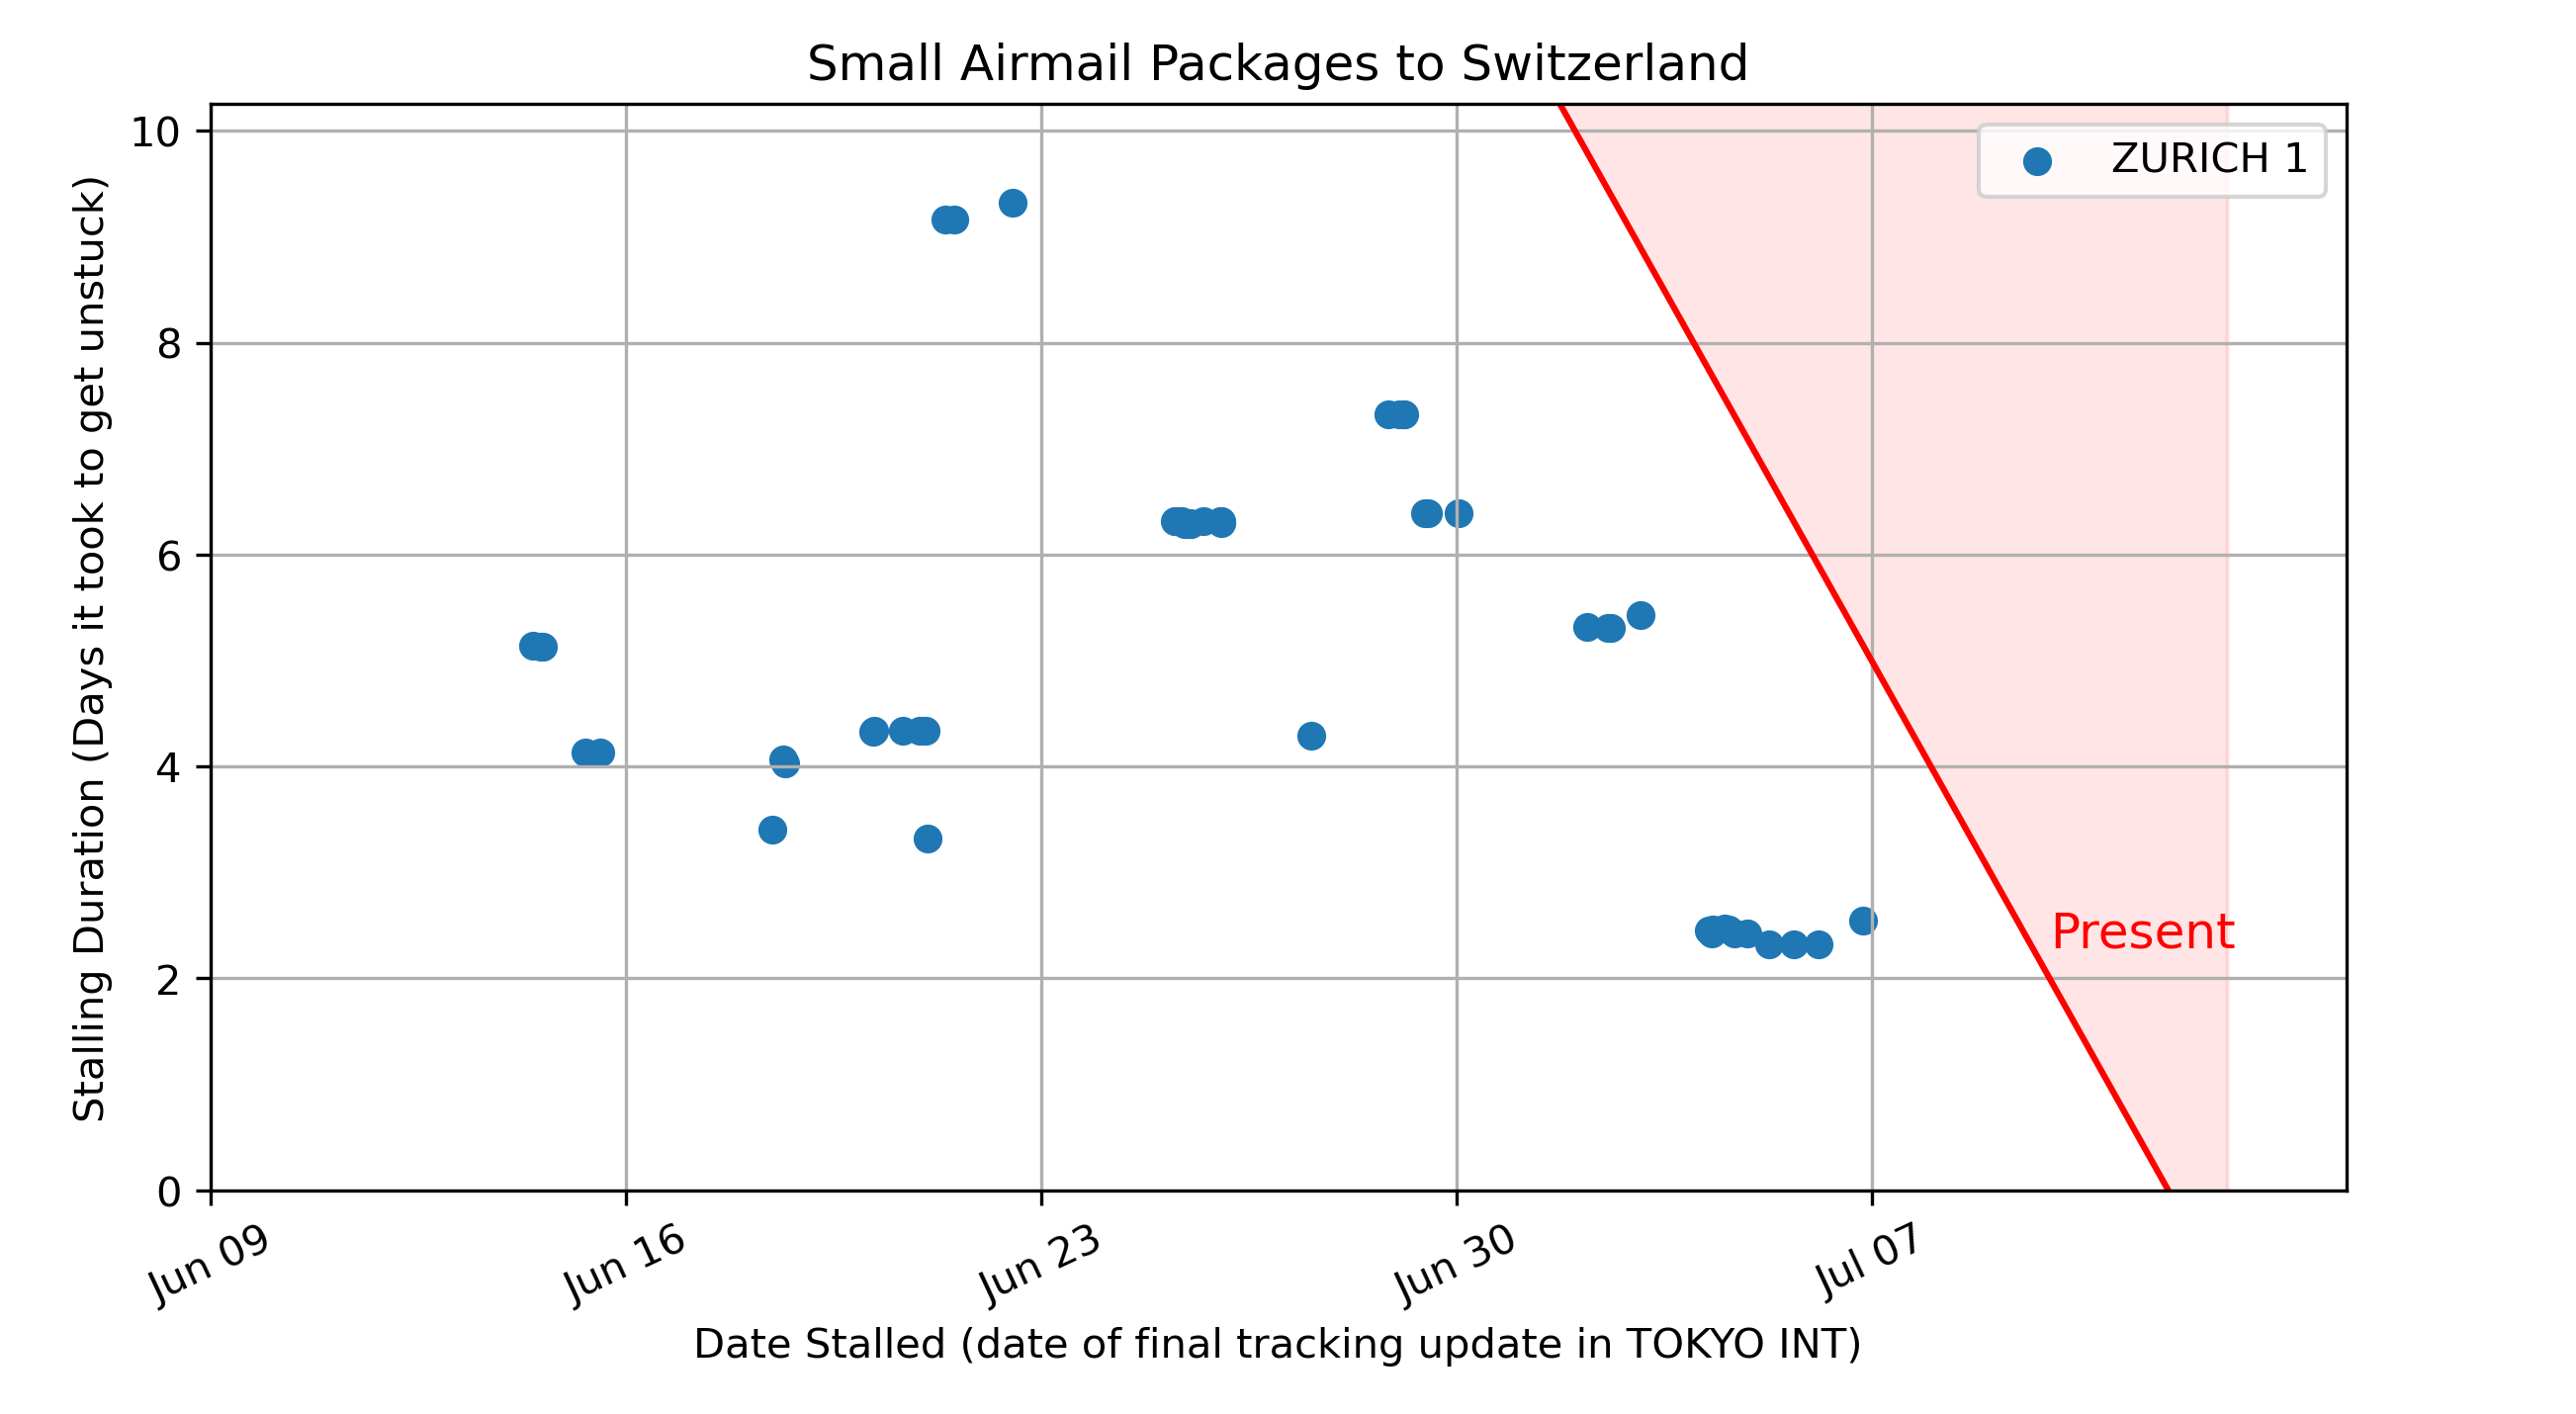 Small Airmail Packages to Switzerland
Stalling Duration (Days it took to get unstuck)
10
8
6
4
2
0
ZURICH 1
Present
Jun 09
Jun 16
Jun 23
Jun 30
Jul 07
Date Stalled (date of final tracking update in TOKYO INT)